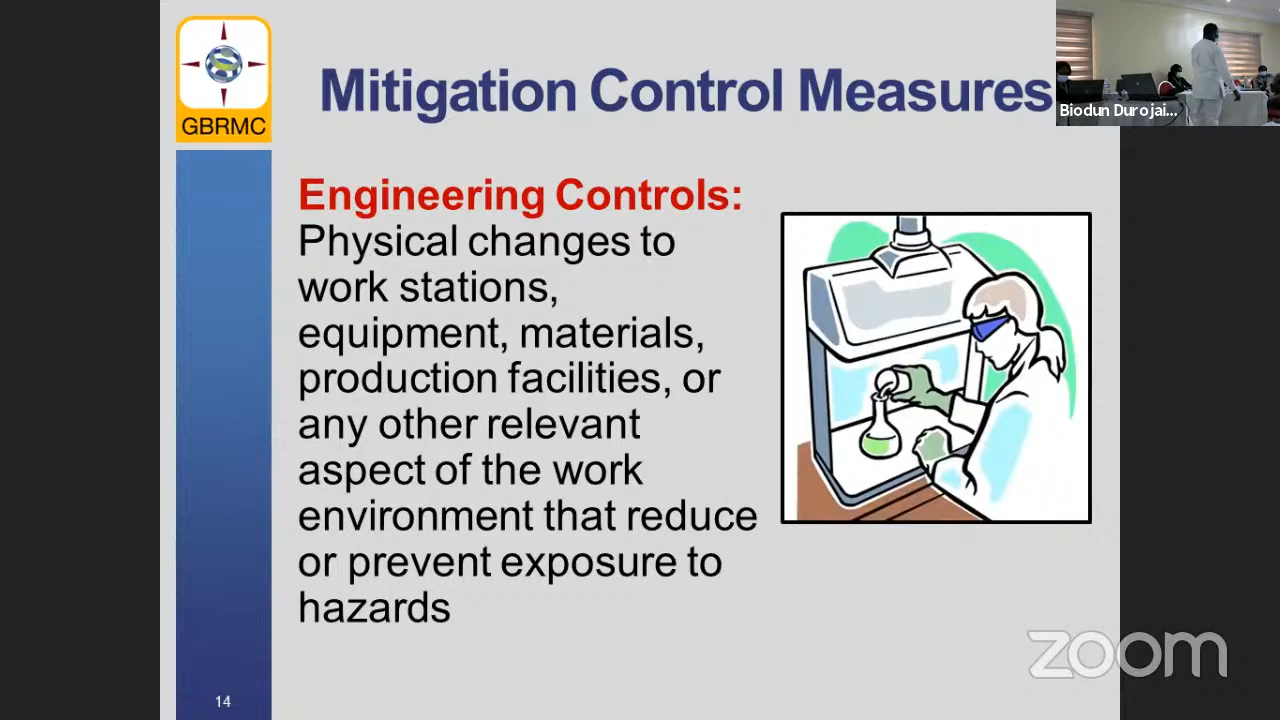 GBRMC
Mitigation Control Measures
Biodun Durojai...
Engineering Controls:
Physical changes to
work stations,
equipment, materials,
production facilities, or
any other relevant
aspect of the work
environment that reduce
or prevent exposure to
hazards
14
zoom